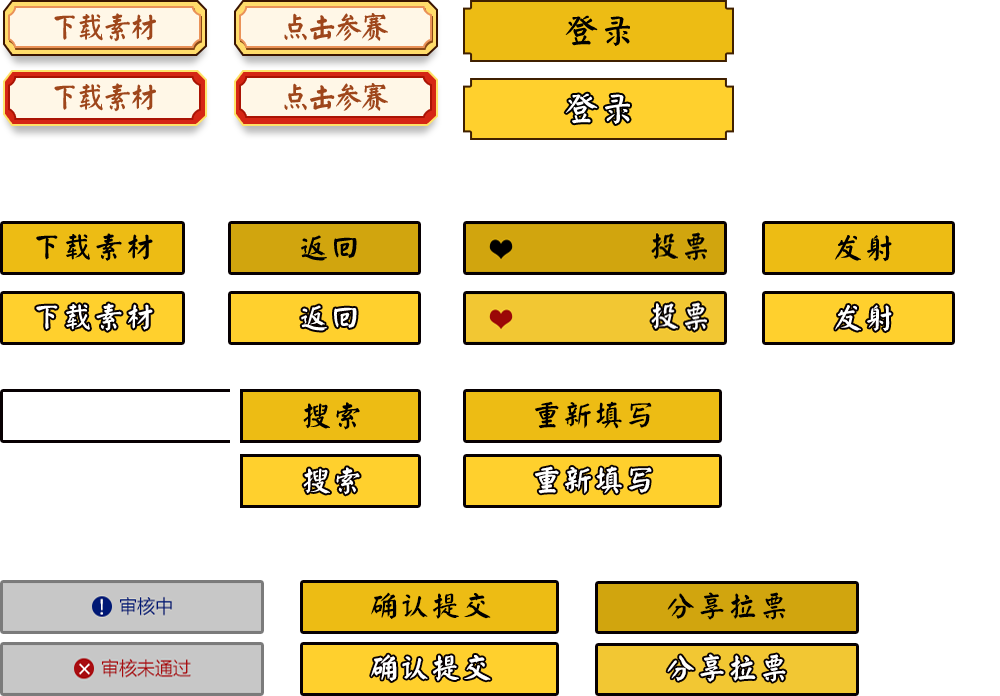 下载素材 点击参赛 登录
下载素材 点击参赛 登录
下载素材 返回 投票 发射
下载素材 返回 投票 发射
搜索 重新填写
搜索 重新填写
审核中 确认提交 分享拉票
审核未通过 确认提交 分享拉票